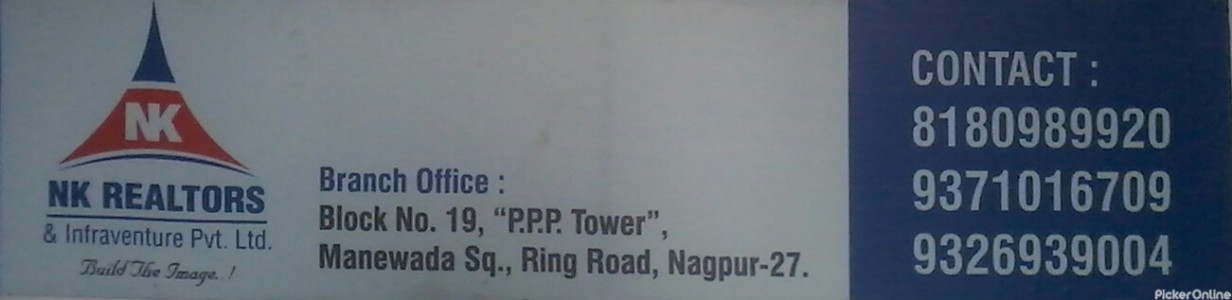 NK
NK REALTORS
& Infraventure Pvt. Ltd.
Build The Image..!
Branch Office :
Block No. 19, “P.P.P. Tower”,
Manewada Sq., Ring Road, Nagpur-27.
CONTACT :
8180989920
9371016709
9326939004
PickerOnline